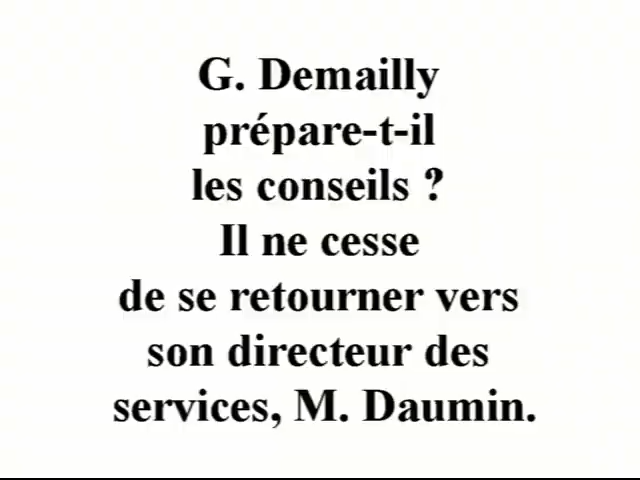 G. Demailly
prépare-t-il
les conseils ?
Il ne cesse
de se retourner vers
son directeur des
services, M. Daumin.